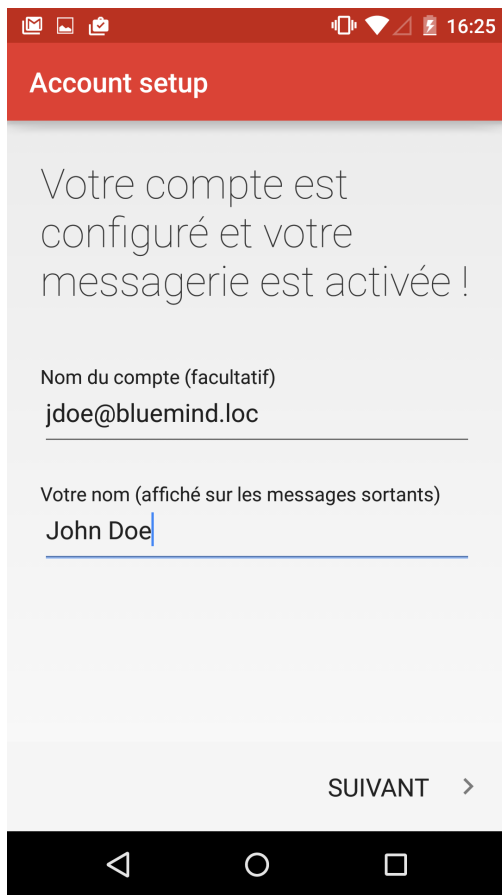 16:25
Account setup
Votre compte est
configuré et votre
messagerie est activée !
Nom du compte (facultatif)
jdoe@bluemind.loc
Votre nom (affiché sur les messages sortants)
John Doe
SUIVANT